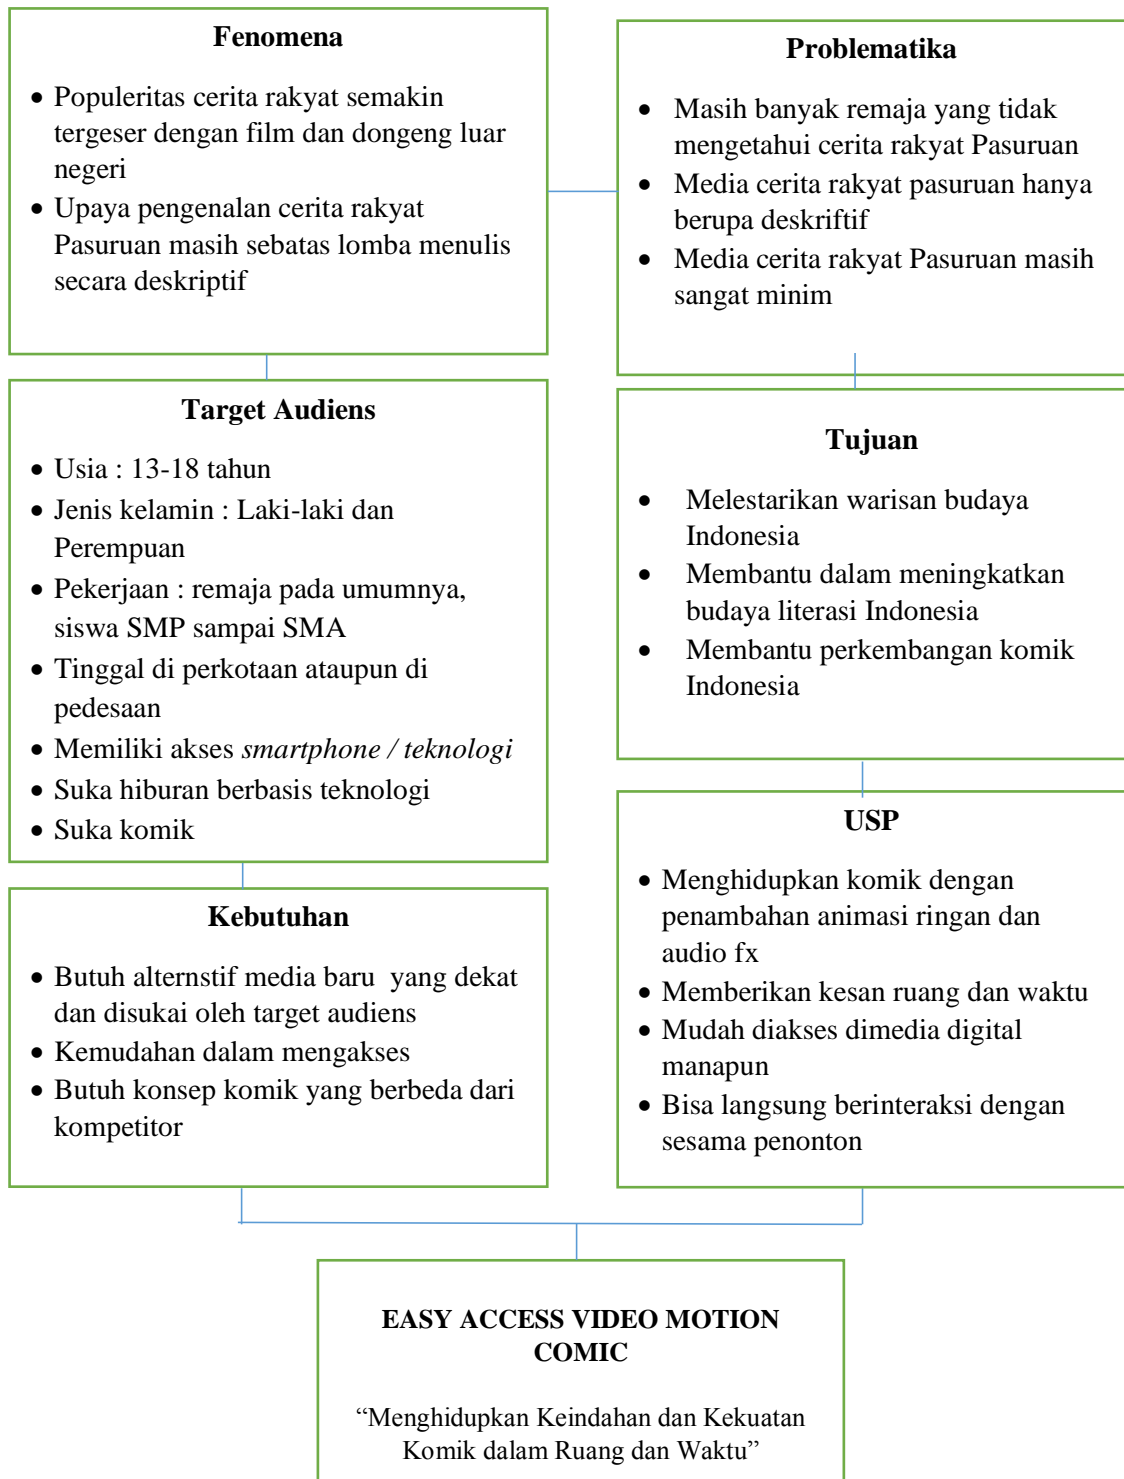 Fenomena
• Populeritas cerita rakyat semakin
tergeser dengan film dan dongeng luar
negeri
• Upaya pengenalan cerita rakyat
Pasuruan masih sebatas lomba menulis
secara deskriptif
Problematika
• Masih banyak remaja yang tidak
mengetahui cerita rakyat Pasuruan
• Media cerita rakyat pasuruan hanya
berupa deskriftif
• Media cerita rakyat Pasuruan masih
sangat minim
Target Audiens
• Usia : 13-18 tahun
• Jenis kelamin : Laki-laki dan
Perempuan
• Pekerjaan : remaja pada umumnya,
siswa SMP sampai SMA
• Tinggal di perkotaan ataupun di
pedesaan
• Memiliki akses smartphone / teknologi
• Suka hiburan berbasis teknologi
• Suka komik
Tujuan
• Melestarikan warisan budaya
Indonesia
• Membantu dalam meningkatkan
budaya literasi Indonesia
• Membantu perkembangan komik
Indonesia
Kebutuhan
• Butuh alternstif media baru  yang dekat
dan disukai oleh target audiens
• Kemudahan dalam mengakses
• Butuh konsep komik yang berbeda dari
kompetitor
USP
• Menghidupkan komik dengan
penambahan animasi ringan dan
audio fx
• Memberikan kesan ruang dan waktu
• Mudah diakses dimedia digital
manapun
• Bisa langsung berinteraksi dengan
sesama penonton
EASY ACCESS VIDEO MOTION
COMIC
“Menghidupkan Keindahan dan Kekuatan
Komik dalam Ruang dan Waktu”